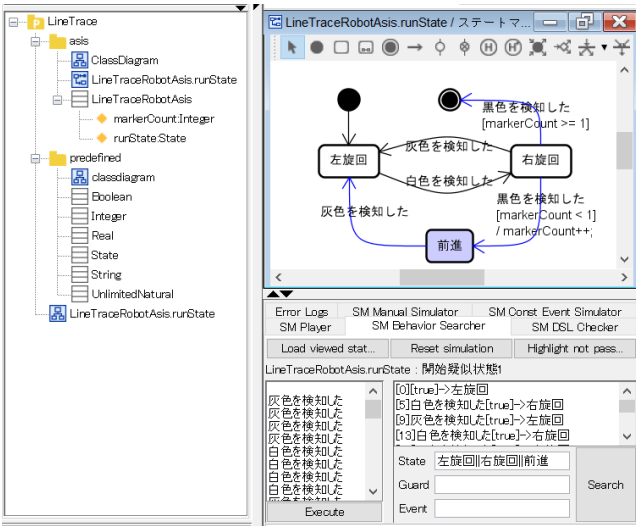 LineTrace
asis
ClassDiagram
LineTraceRobotAsis.runState
LineTraceRobotAsis
markerCount:Integer
runState:State
predefined
classdiagram
Boolean
Integer
Real
State
String
UnlimitedNatural
LineTraceRobotAsis.runState
LineTraceRobotAsis.runState / ステートマ...
黒色を検知した
[markerCount >= 1]
灰色を検知した
左旋回
右旋回
白色を検知した
黒色を検知した
[markerCount < 1]
/ markerCount++;
灰色を検知した
前進
Error Logs
SM Manual Simulator
SM Const Event Simulator
SM Player
SM Behavior Searcher
SM DSL Checker
Load viewed stat...
Reset simulation
Highlight not pass...
LineTraceRobotAsis.runState : 開始疑似状態1
灰色を検知した
灰色を検知した
灰色を検知した
灰色を検知した
白色を検知した
白色を検知した
白色を検知した
白色を検知した
Execute
[0][true]->左旋回
[5]白色を検知した[true]->右旋回
[9]灰色を検知した[true]->左旋回
[13]白色を検知した[true]->右旋回
State
左旋回||右旋回||前進
Guard
Event
Search